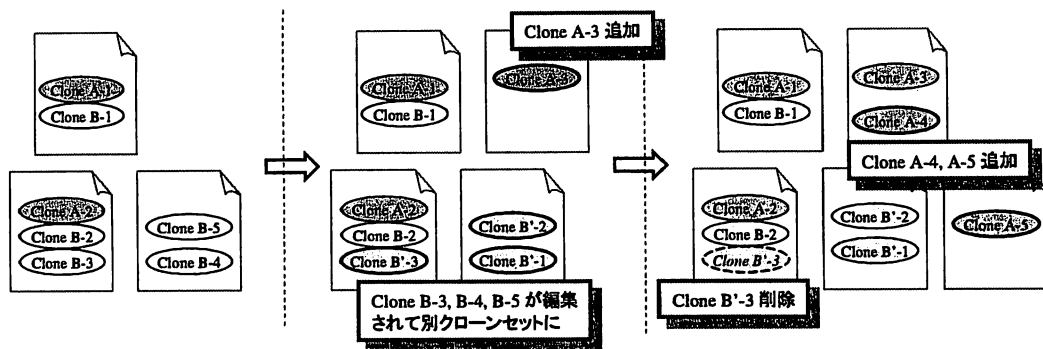 Clone A-1
Clone B-1
Clone A-2
Clone B-2
Clone B-3
Clone B-5
Clone B-4
Clone A-3 追加
Clone A-1
Clone B-1
Clone A-3
Clone A-2
Clone B-2
Clone B'-3
Clone B'-2
Clone B'-1
Clone B-3, B-4, B-5 が編集
されて別クローンセットに
Clone A-1
Clone B-1
Clone A-3
Clone A-4
Clone A-4, A-5 追加
Clone A-2
Clone B-2
Clone B'-3
Clone B'-2
Clone B'-1
Clone A-5
Clone B'-3 削除